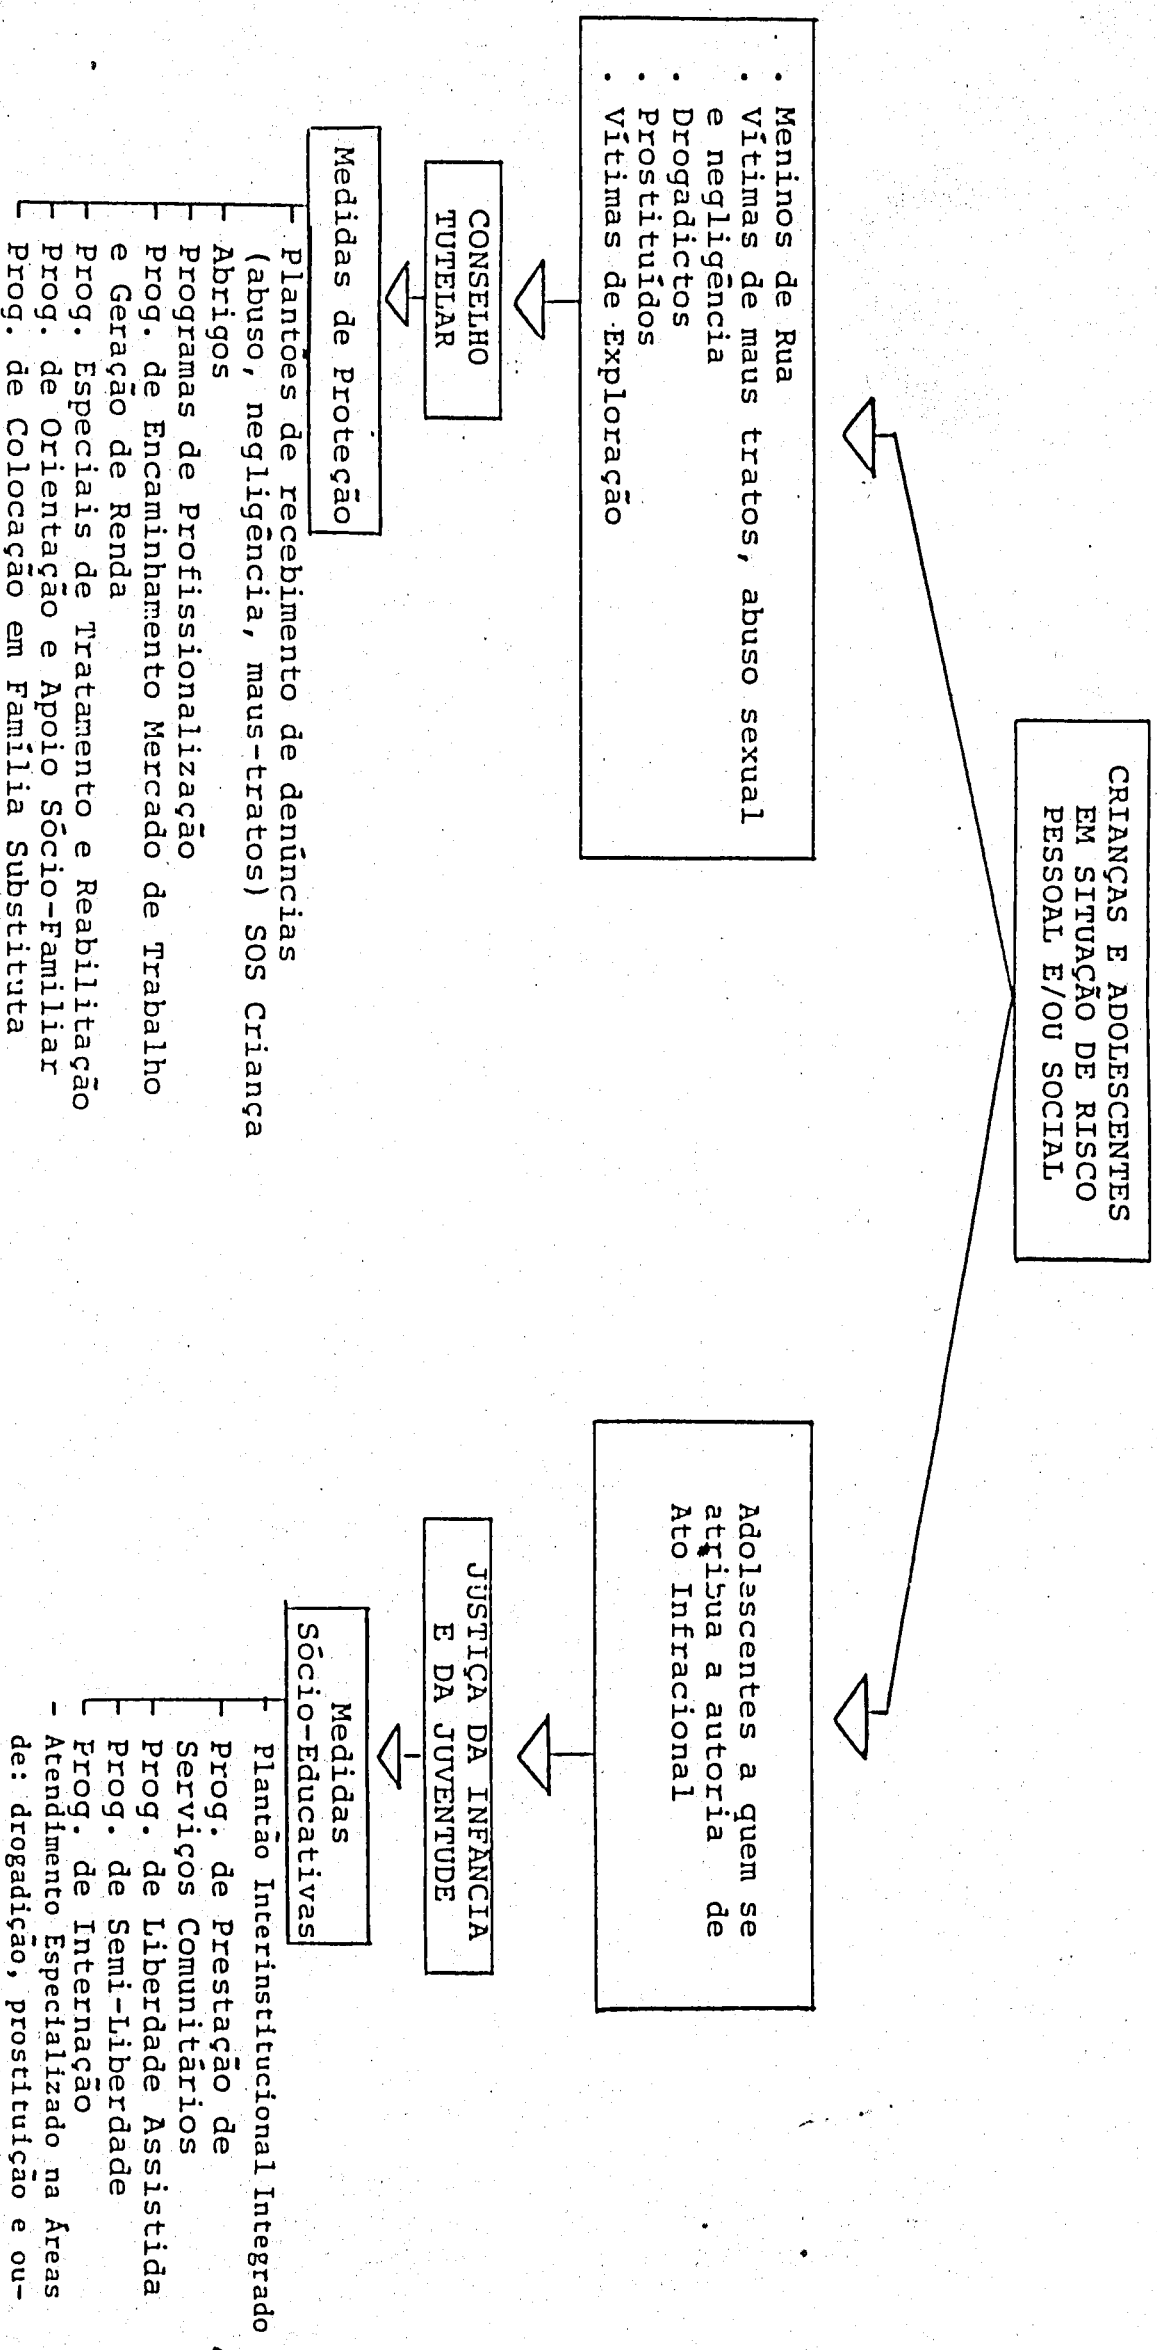 CRIANÇAS E ADOLESCENTES
EM SITUAÇÃO DE RISCO
PESSOAL E/OU SOCIAL
. Meninos de Rua
. Vítimas de maus tratos, abuso sexual
e negligência
. Drogadictos
. Prostituídos
. Vítimas de Exploração
CONSELHO
TUTELAR
Medidas de Proteção
Plantões de recebimento de denúncias
(abuso, negligência, maus-tratos) SOS Criança
Abrigos
Programas de Profissionalização
Prog. de Encaminhamento Mercado de Trabalho
e Geração de Renda
Prog. Especiais de Tratamento e Reabilitação
Prog. de Orientação e Apoio Sócio-Familiar
Prog. de Colocação em Família Substituta
Adolescentes a quem se
atribua a autoria de
Ato Infracional
JUSTIÇA DA INFÂNCIA
E DA JUVENTUDE
Medidas
Sócio-Educativas
Plantão Interinstitucional Integrado
Prog. de Prestação de
Serviços Comunitários
Prog. de Liberdade Assistida
Prog. de Semi-Liberdade
Prog. de Internação
- Atendimento Especializado na Áreas
de: drogadição, prostituição e ou-